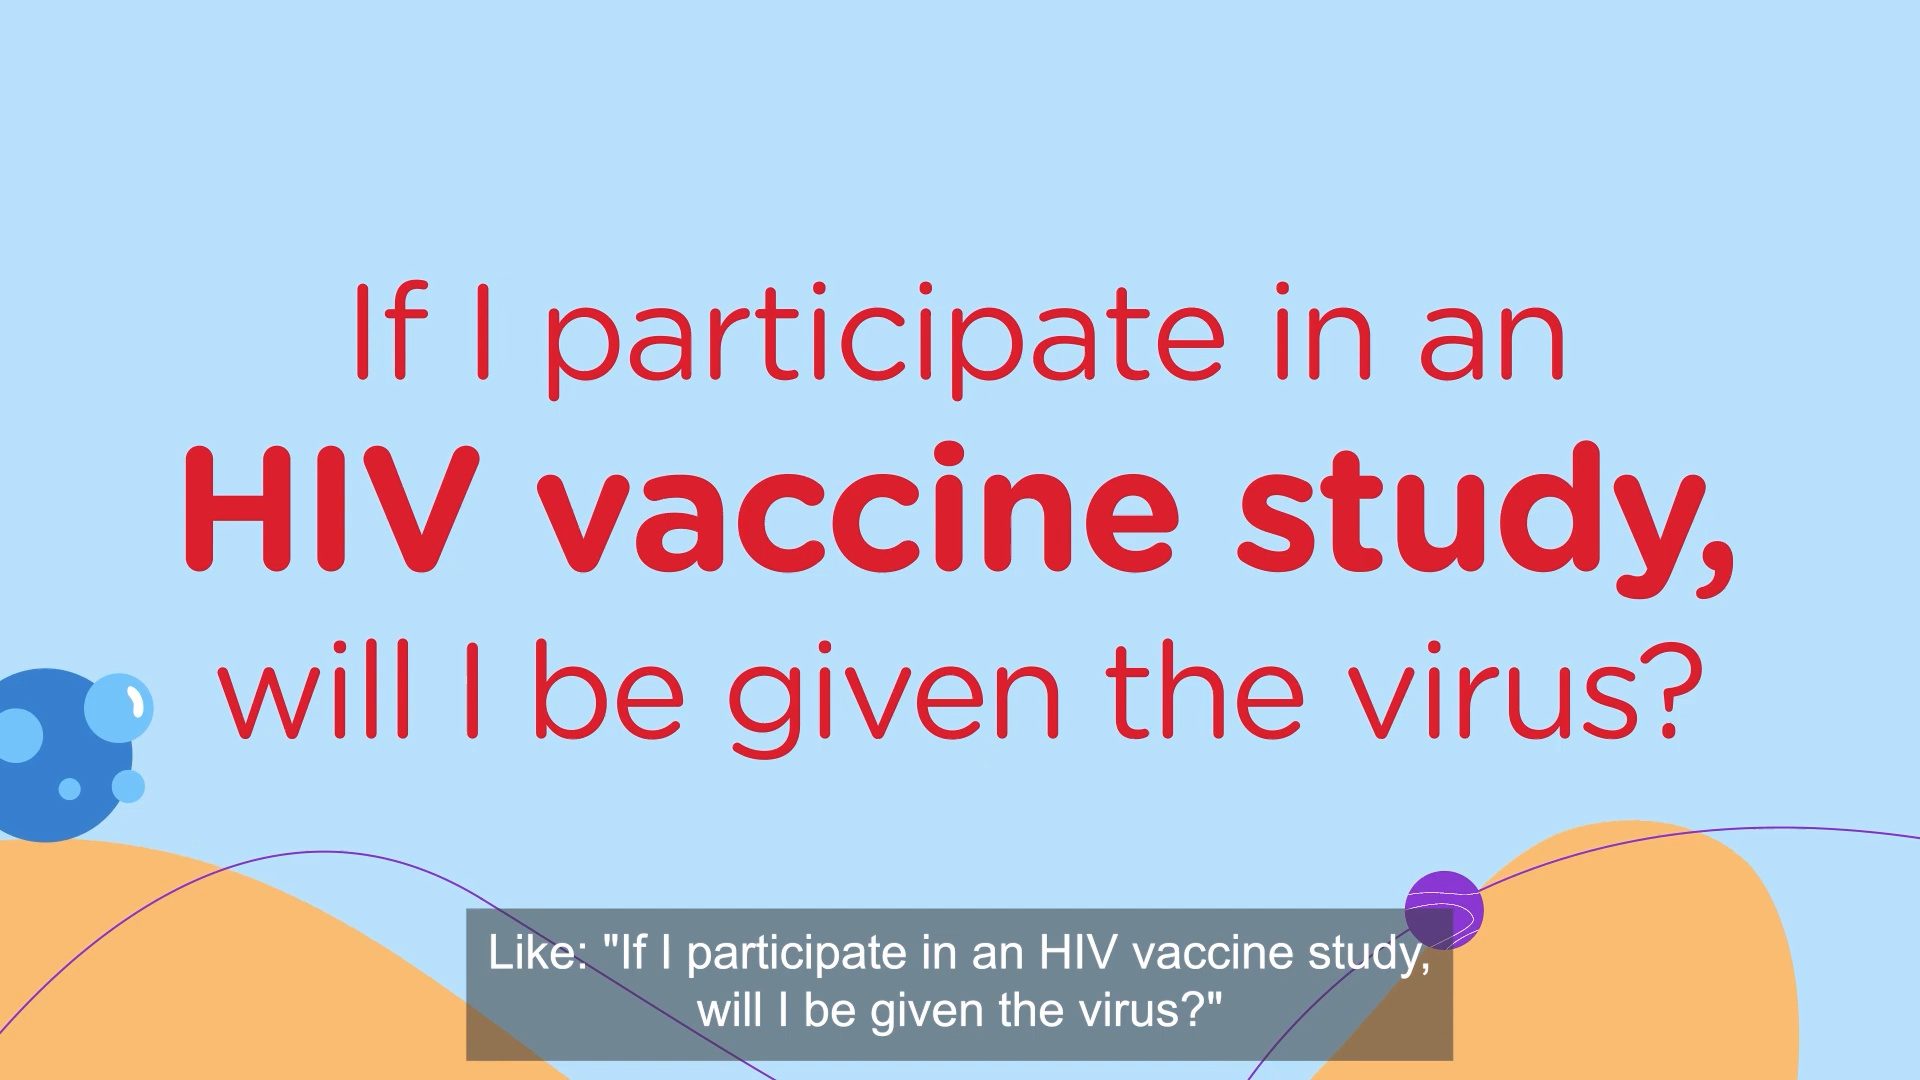 If I participate in an
HIV vaccine study,
will I be given the virus?
Like: "If I participate in an HIV vaccine study,
will I be given the virus?"